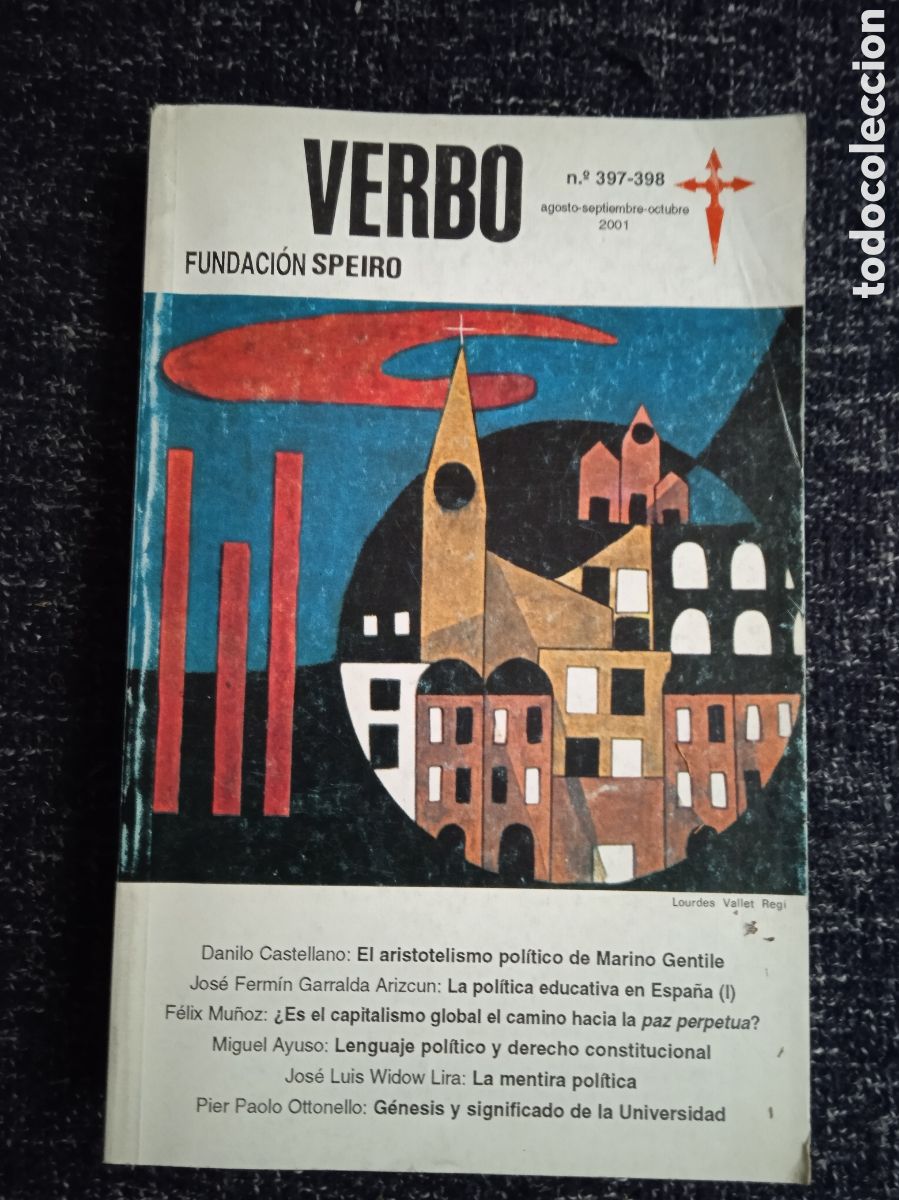 todocoleccion
VERBO
n.º 397-398
agosto-septiembre-octubre
2001
FUNDACIÓN SPEIRO
Lourdes Vallet Regi
Danilo Castellano: El aristotelismo político de Marino Gentile
José Fermín Garralda Arizcun: La política educativa en España (I)
Félix Muñoz: ¿Es el capitalismo global el camino hacia la paz perpetua?
Miguel Ayuso: Lenguaje político y derecho constitucional
José Luis Widow Lira: La mentira política
Pier Paolo Ottonello: Génesis y significado de la Universidad